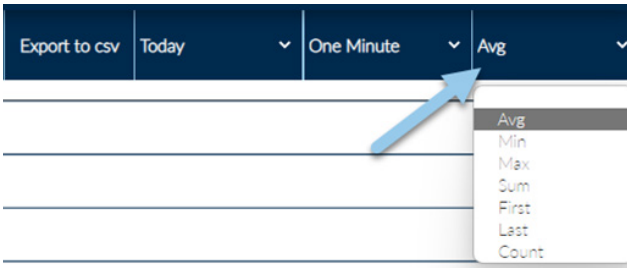 Export to csv Today One Minute Avg
Avg
Min
Max
Sum
First
Last
Count